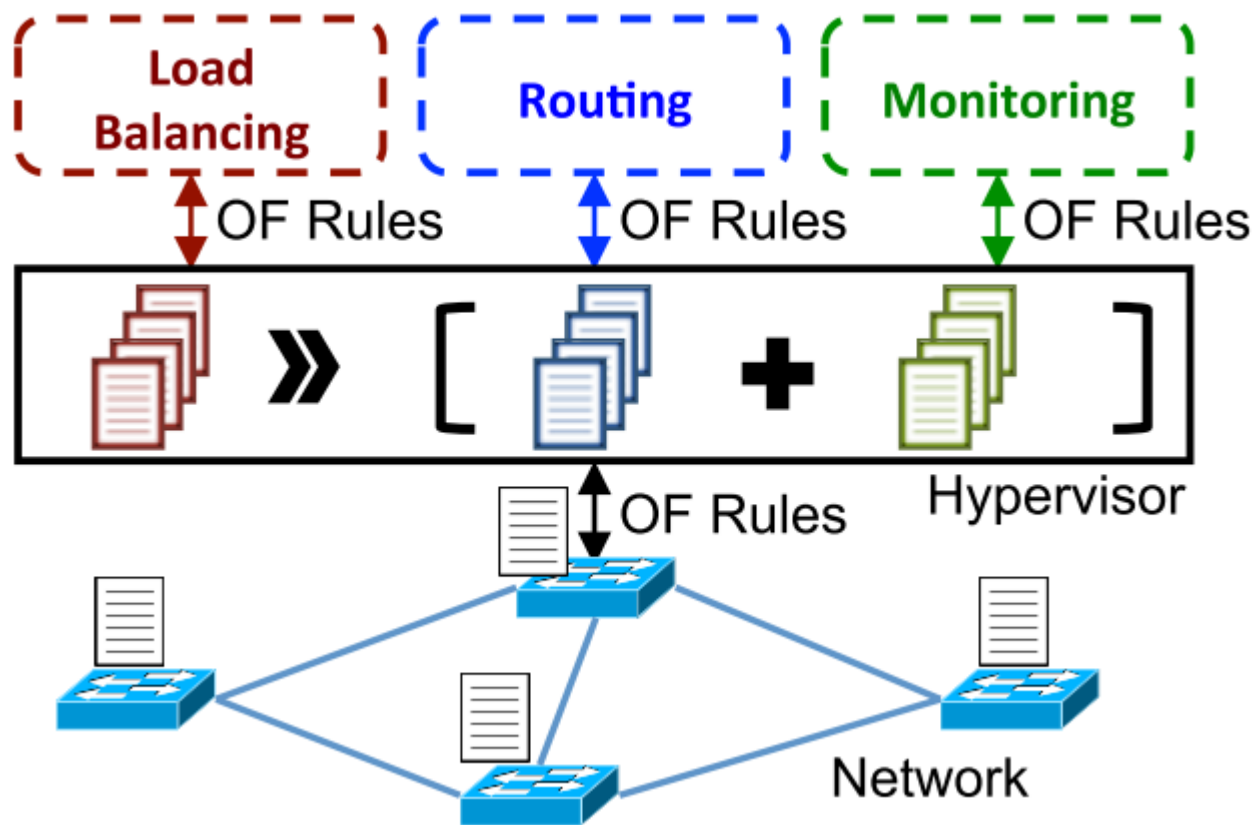 Load
Balancing
Routing
Monitoring
OF Rules
OF Rules
OF Rules
Hypervisor
OF Rules
Network